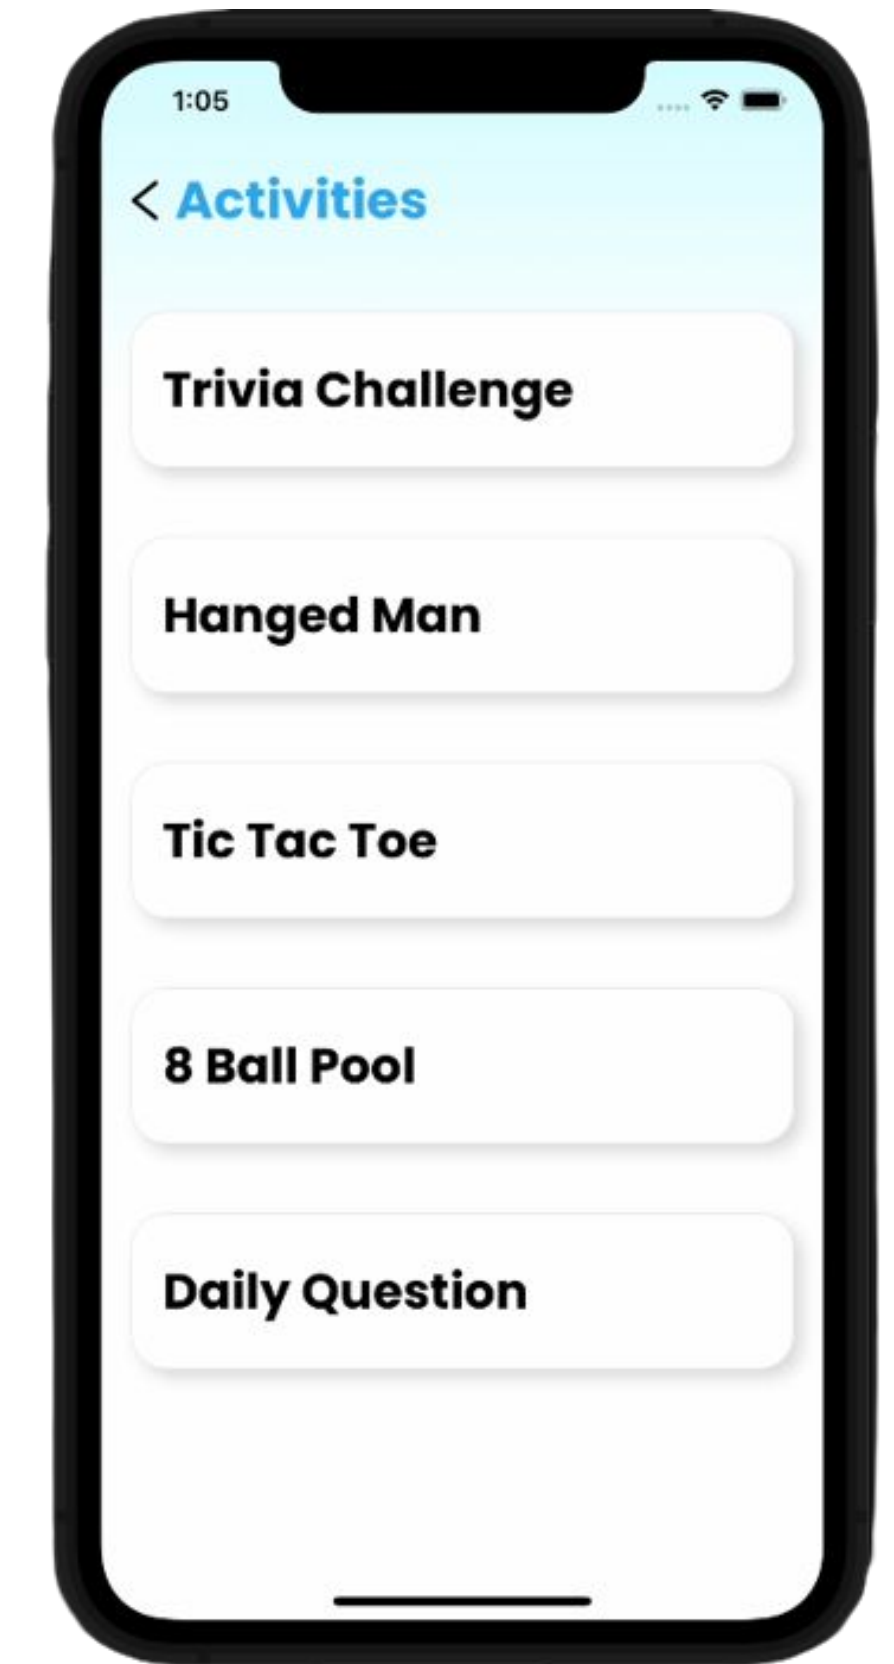 1:05
Activities
Trivia Challenge
Hanged Man
Tic Tac Toe
8 Ball Pool
Daily Question